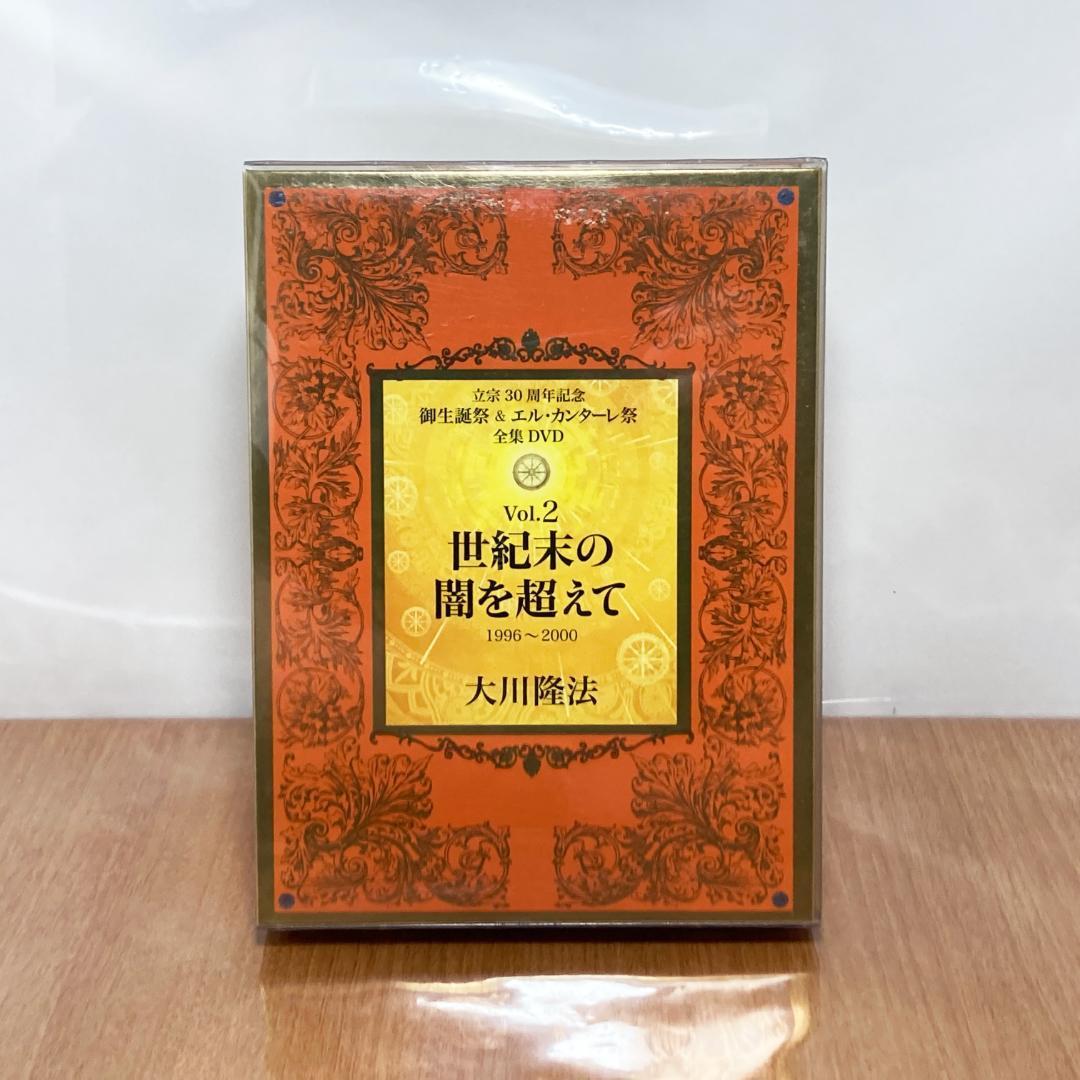 立宗30周年記念
御生誕祭 & エル・カンターレ祭
全集DVD
Vol.2
世紀末の
闇を超えて
1996～2000
大川隆法